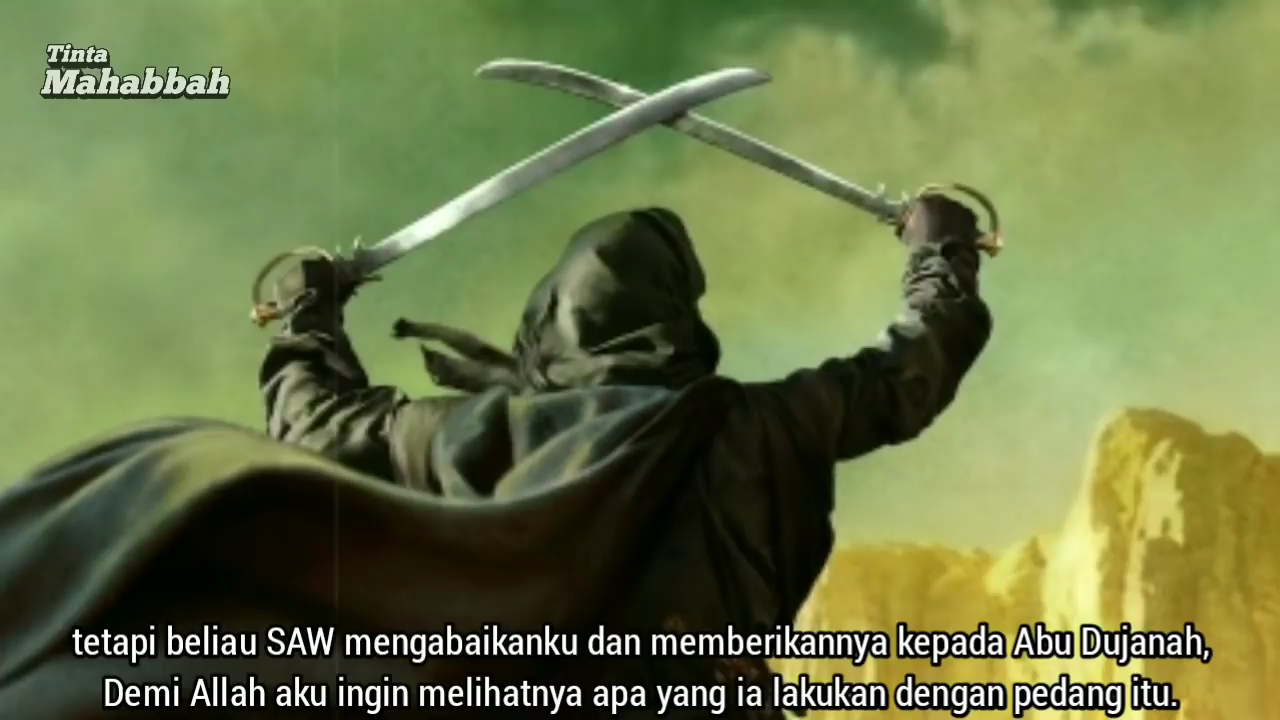 Tinta
Mahabbah
tetapi beliau SAW mengabaikanku dan memberikannya kepada Abu Dujanah,
Demi Allah aku ingin melihatnya apa yang ia lakukan dengan pedang itu.